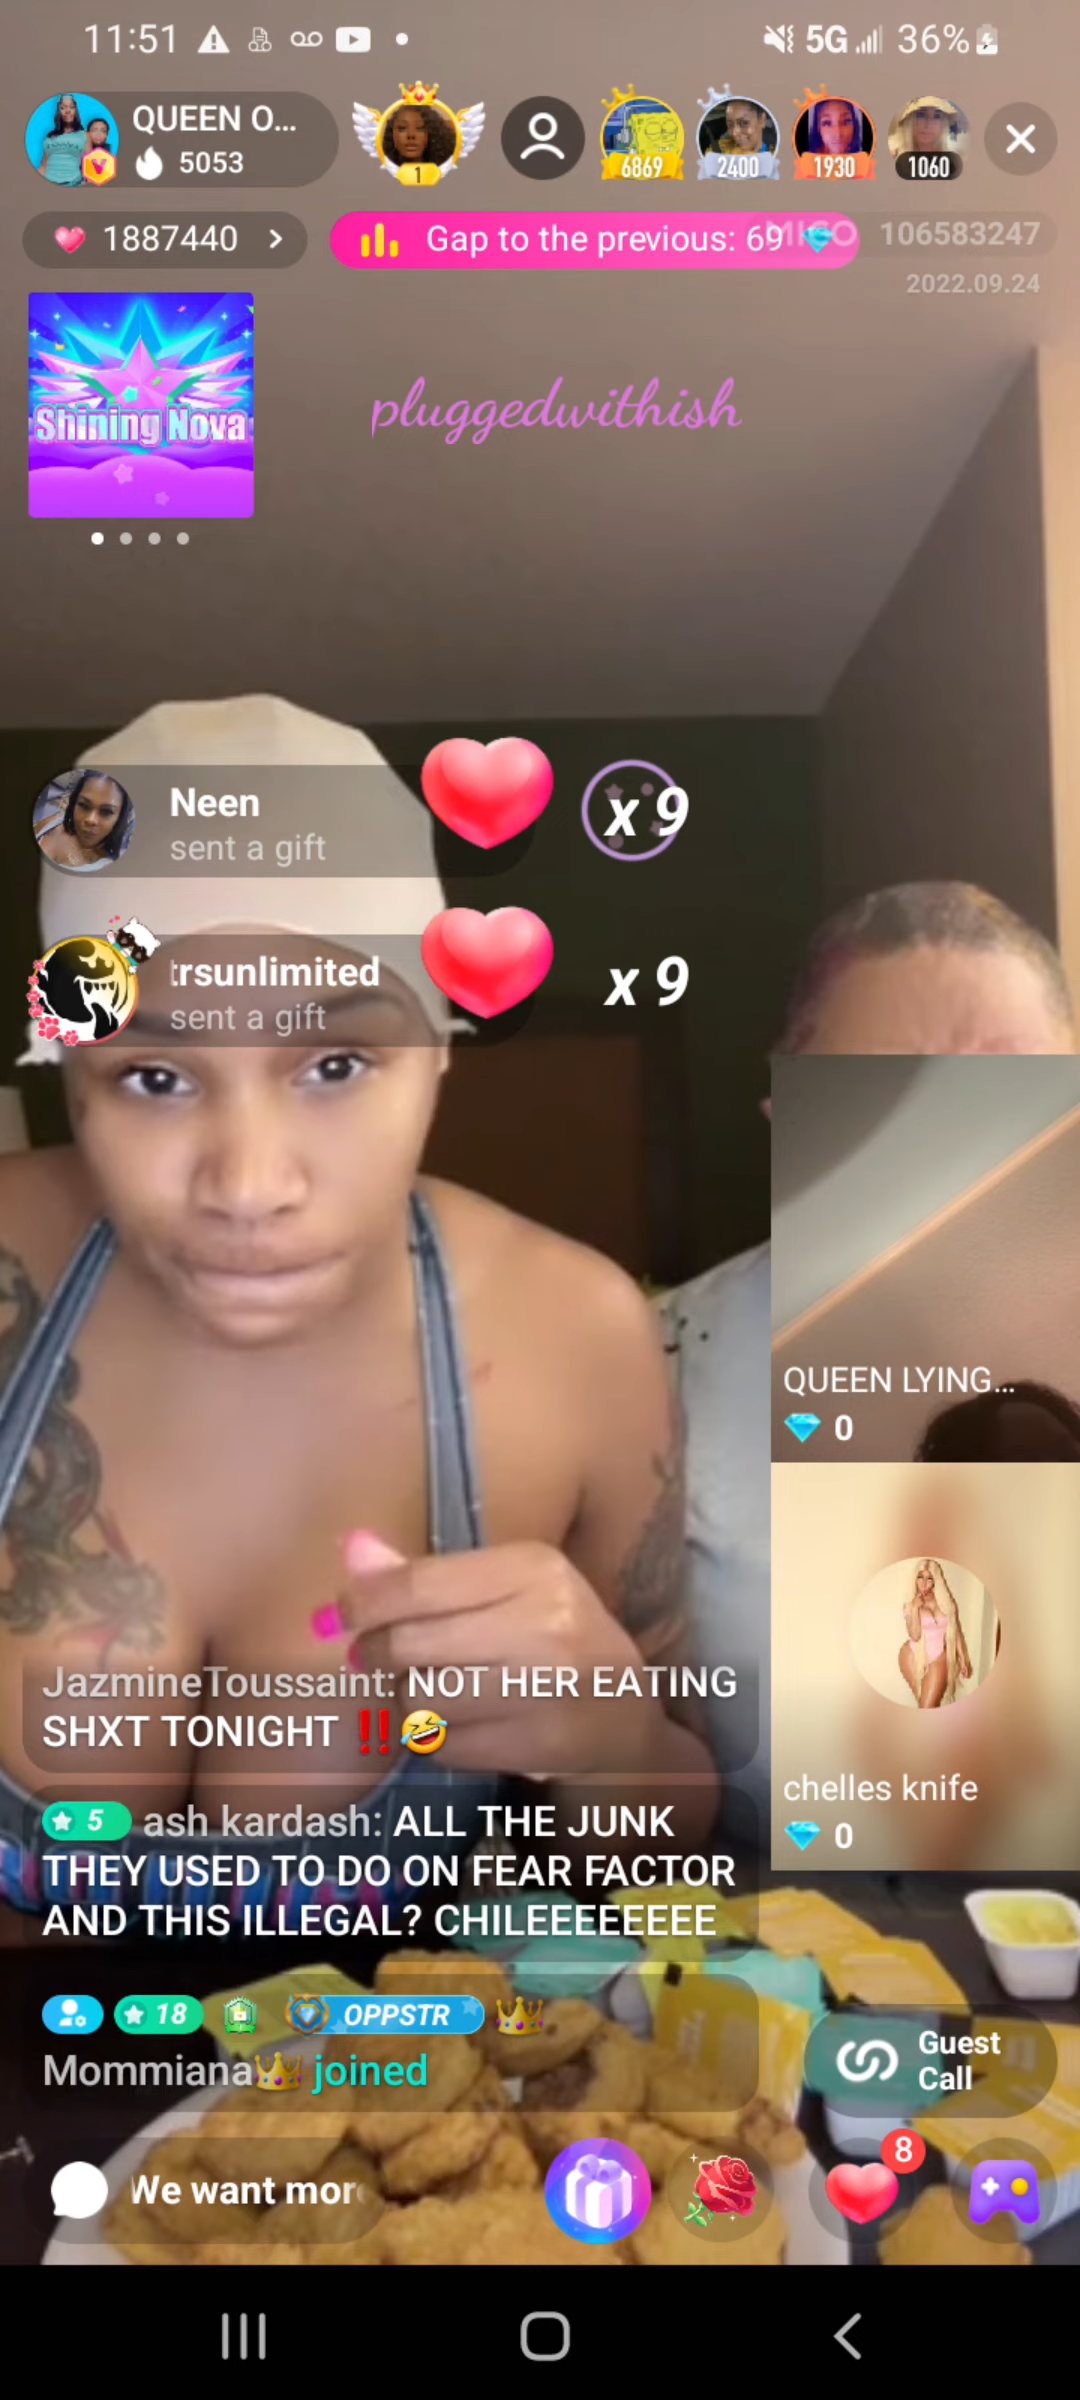 11:51
5G 36%
QUEEN O...
5053
1
6869
2400
1930
1060
1887440
Gap to the previous: 69
MICO 106583247
2022.09.24
Shining Nova
pluggedwithish
Neen
sent a gift
x 9
trsunlimited
sent a gift
x 9
QUEEN LYING...
0
chelles knife
0
JazmineToussaint: NOT HER EATING
SHXT TONIGHT ‼️🤣
5 ash kardash: ALL THE JUNK
THEY USED TO DO ON FEAR FACTOR
AND THIS ILLEGAL? CHILEEEEEEEE
18 OPPSTR 👑
Mommiana👑 joined
Guest
Call
We want mor
8